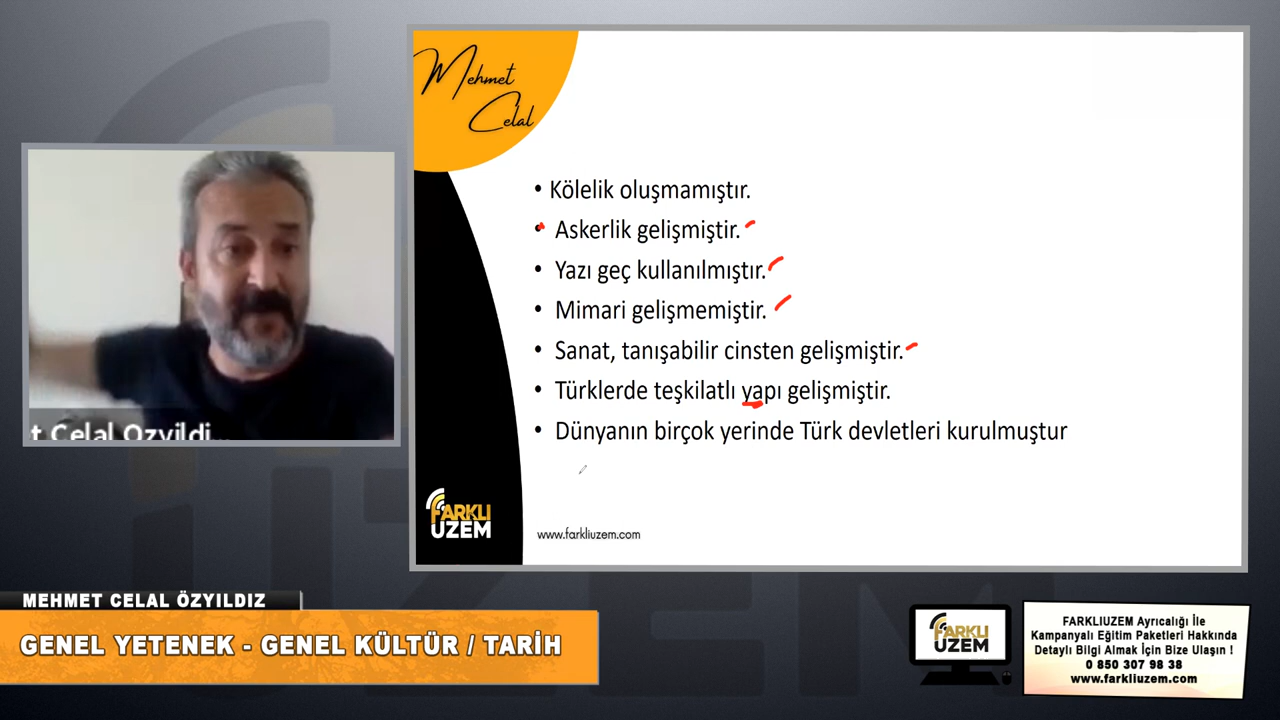 Mehmet
Celal
• Kölelik oluşmamıştır.
• Askerlik gelişmiştir.
• Yazı geç kullanılmıştır.
• Mimari gelişmemiştir.
• Sanat, tanışabilir cinsten gelişmiştir.
• Türklerde teşkilatlı yapı gelişmiştir.
• Dünyanın birçok yerinde Türk devletleri kurulmuştur
t Celal Ozyildi...
FARKLI
UZEM
www.farkliuzem.com
MEHMET CELAL ÖZYILDIZ
GENEL YETENEK - GENEL KÜLTÜR / TARİH
FARKLI
UZEM
FARKLIUZEM Ayrıcalığı İle
Kampanyalı Eğitim Paketleri Hakkında
Detaylı Bilgi Almak İçin Bize Ulaşın !
0 850 307 98 38
www.farkliuzem.com